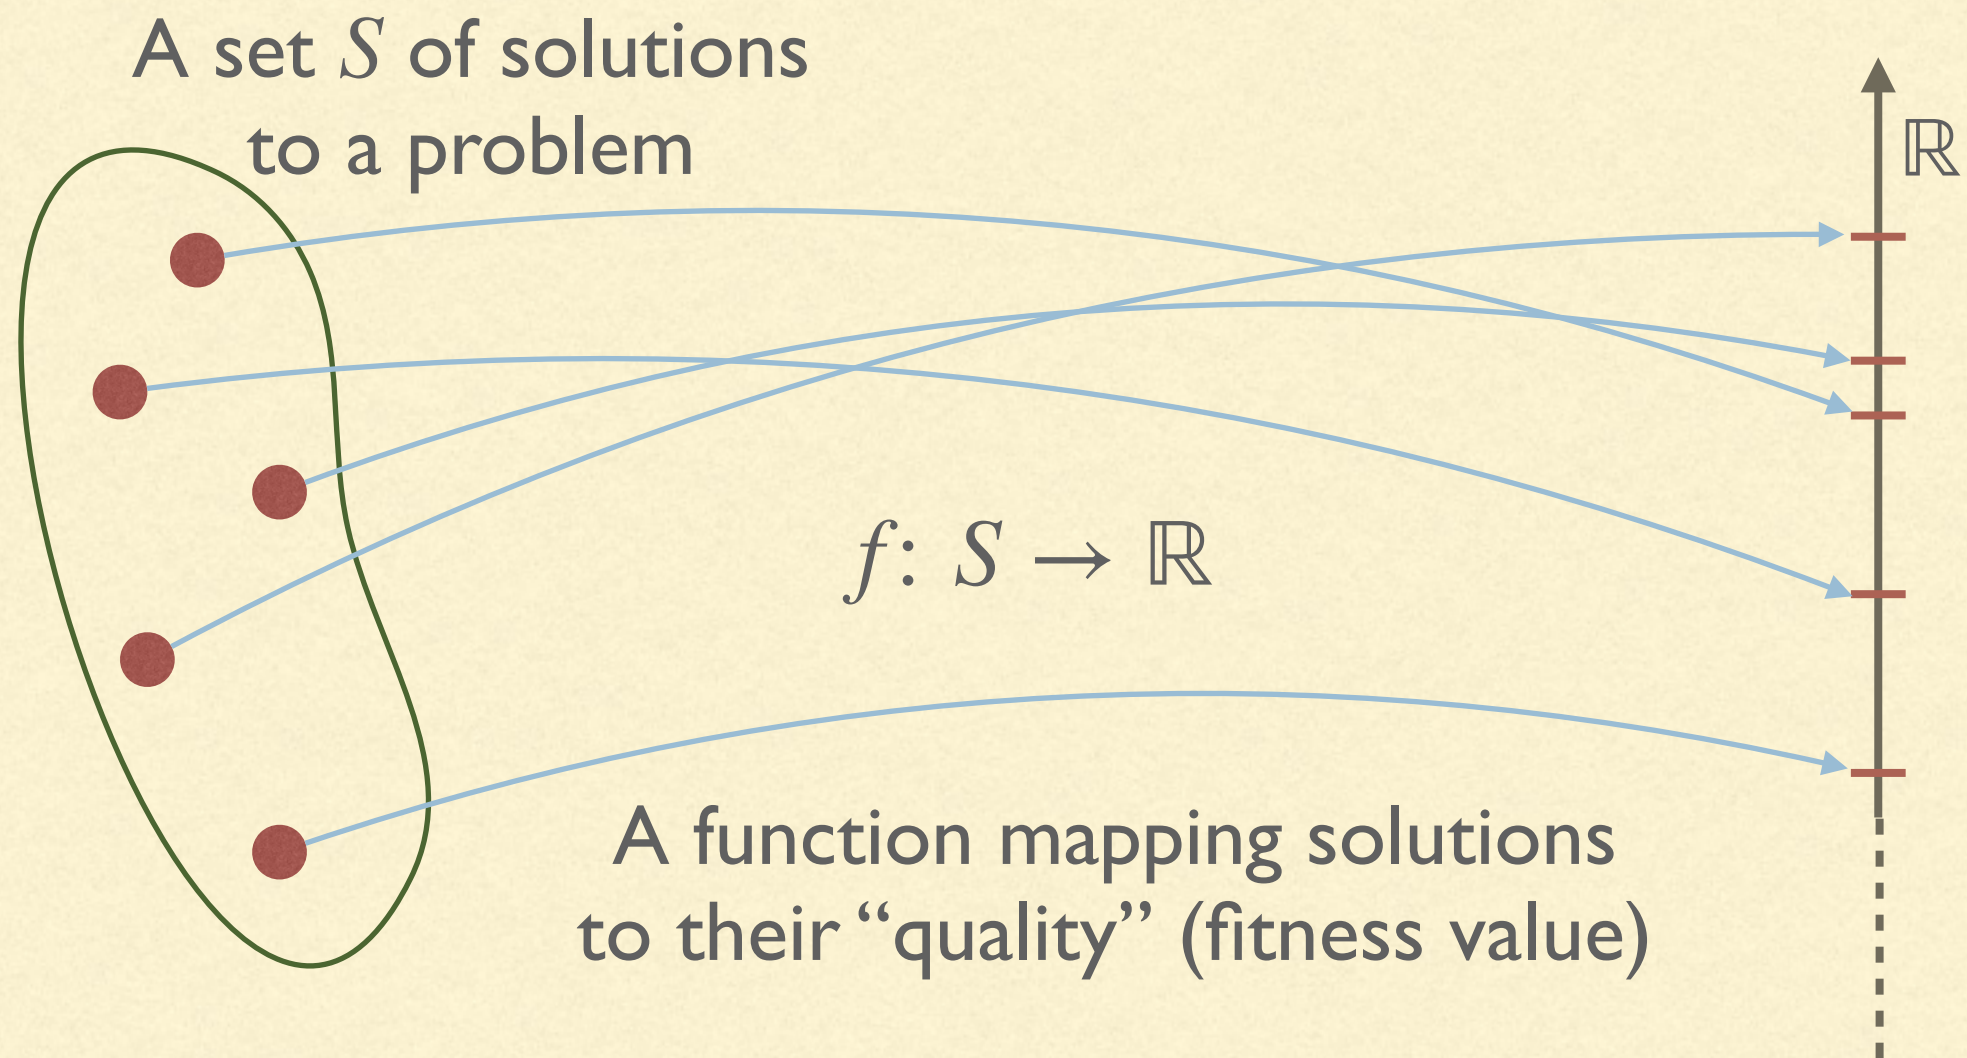 A set S of solutions
to a problem
ℝ
f: S → ℝ
A function mapping solutions
to their “quality” (fitness value)